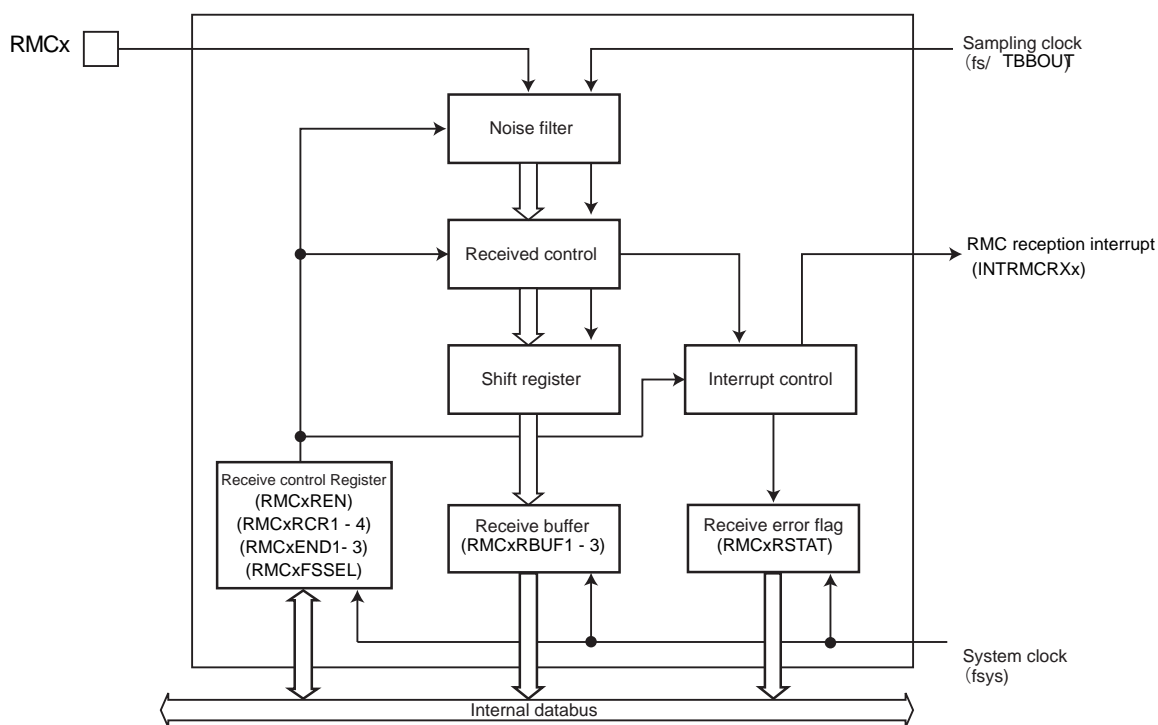 RMCx
Sampling clock
(fs/ TBBOUT)
Noise filter
Received control
RMC reception interrupt
(INTRMCRXx)
Shift register
Interrupt control
Receive control Register
(RMCxREN)
(RMCxRCR1 - 4)
(RMCxEND1- 3)
(RMCxFSSEL)
Receive buffer
(RMCxRBUF1 - 3)
Receive error flag
(RMCxRSTAT)
System clock
(fsys)
Internal databus